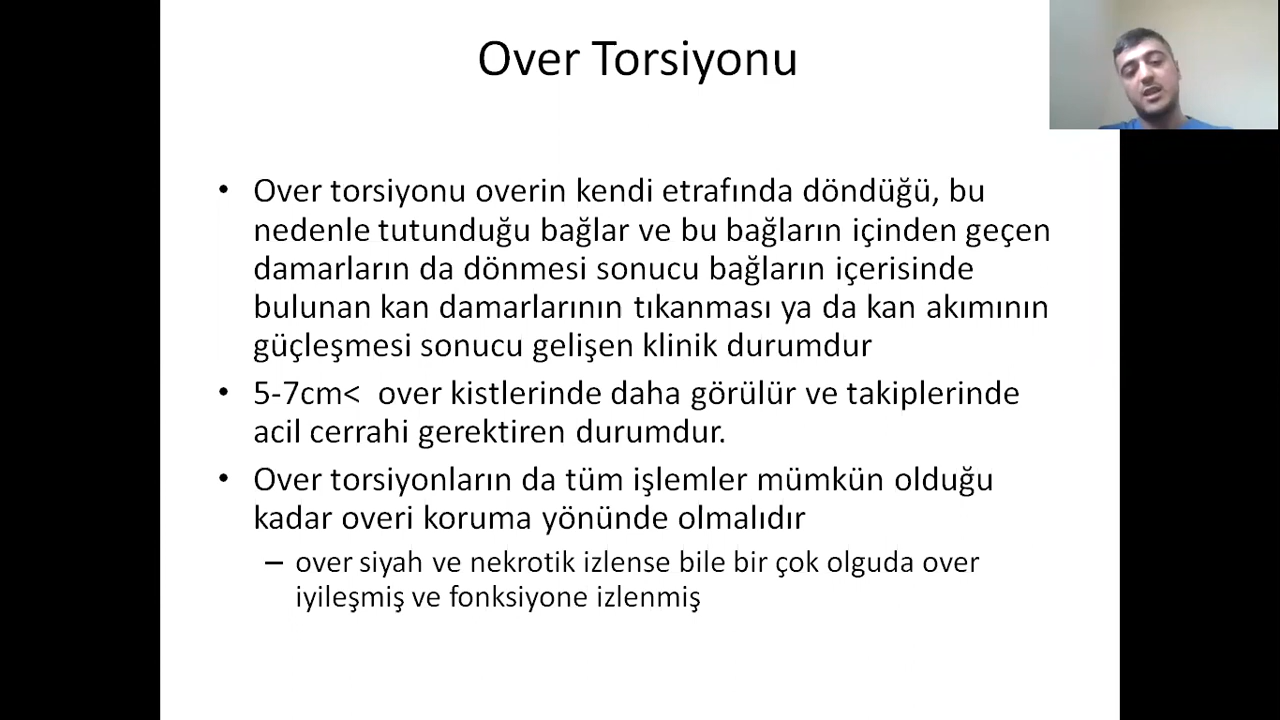 Over Torsiyonu
• Over torsiyonu overin kendi etrafında döndüğü, bu
nedenle tutunduğu bağlar ve bu bağların içinden geçen
damarların da dönmesi sonucu bağların içerisinde
bulunan kan damarlarının tıkanması ya da kan akımının
güçleşmesi sonucu gelişen klinik durumdur
• 5-7cm< over kistlerinde daha görülür ve takiplerinde
acil cerrahi gerektiren durumdur.
• Over torsiyonların da tüm işlemler mümkün olduğu
kadar overi koruma yönünde olmalıdır
– over siyah ve nekrotik izlense bile bir çok olguda over
iyileşmiş ve fonksiyone izlenmiş